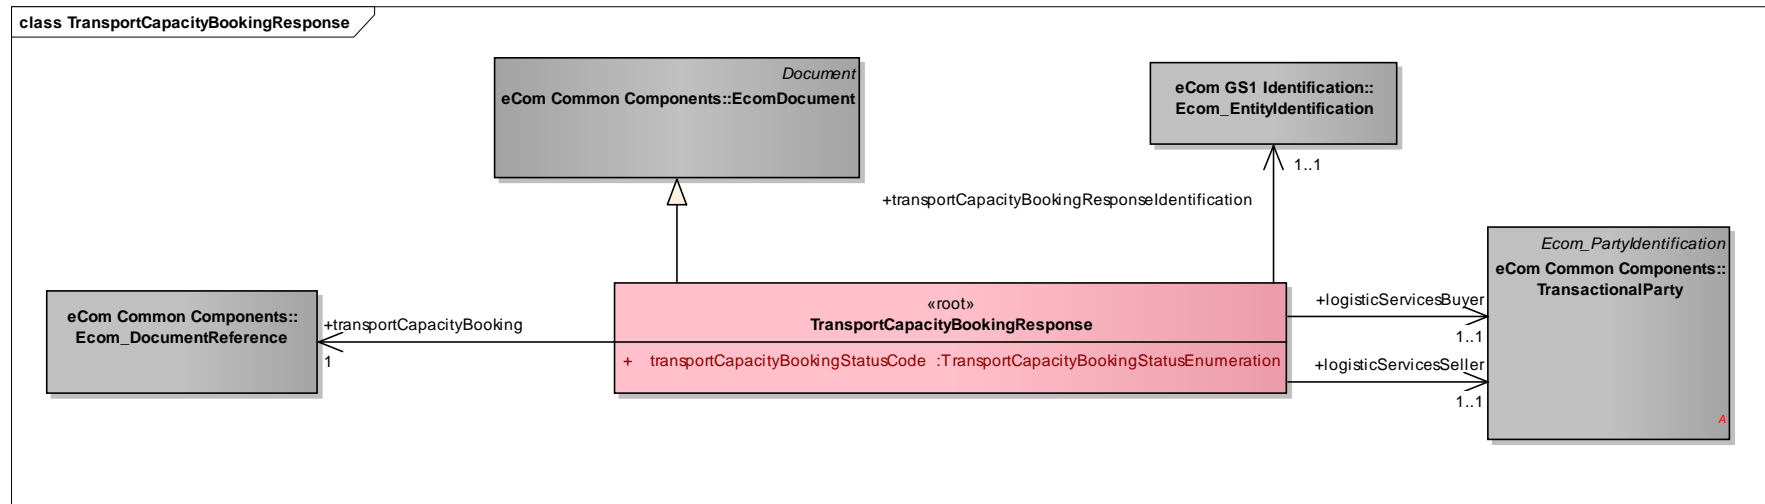 class TransportCapacityBookingResponse
Document
eCom Common Components::EcomDocument
eCom GS1 Identification::
Ecom_EntityIdentification
1..1
+transportCapacityBookingResponseIdentification
Ecom_PartyIdentification
eCom Common Components::
TransactionalParty
A
eCom Common Components::
Ecom_DocumentReference
+transportCapacityBooking
1
«root»
TransportCapacityBookingResponse
+ transportCapacityBookingStatusCode :TransportCapacityBookingStatusEnumeration
+logisticServicesBuyer
1..1
+logisticServicesSeller
1..1